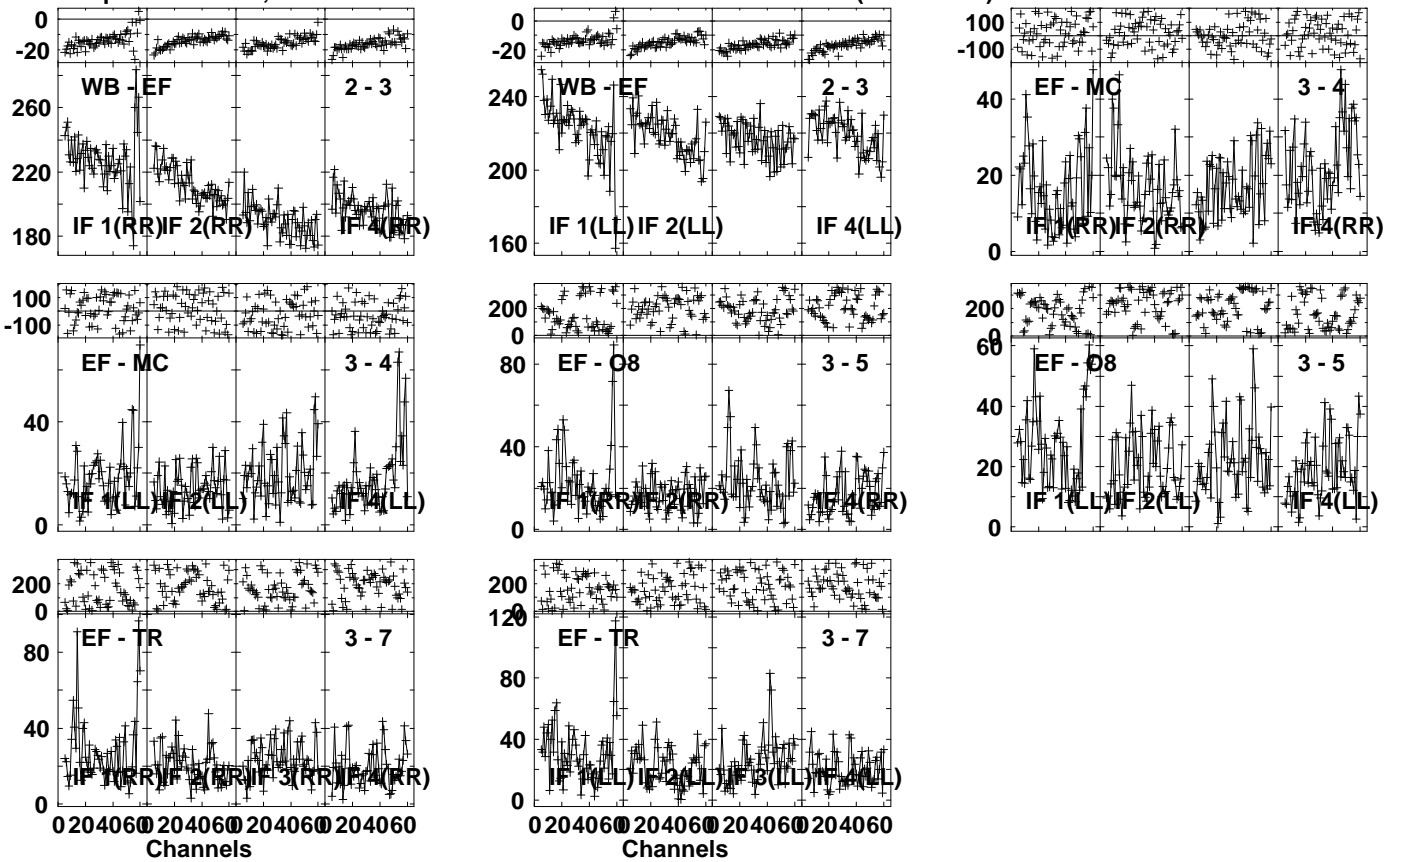 0
-20
WB - EF 2 - 3
260
220
180
IF 1(RR) IF 2(RR) IF 4(RR)
0
-20
WB - EF 2 - 3
240
200
160
IF 1(LL) IF 2(LL) IF 4(LL)
100
-100
EF - MC 3 - 4
40
20
0
IF 1(RR) IF 2(RR) IF 4(RR)
100
-100
EF - MC 3 - 4
40
0
IF 1(LL) IF 2(LL) IF 4(LL)
200
0
EF - O8 3 - 5
80
40
0
IF 1(RR) IF 2(RR) IF 4(RR)
200
0
60
EF - O8 3 - 5
40
20
0
IF 1(LL) IF 2(LL) IF 4(LL)
200
0
EF - TR 3 - 7
80
40
0
IF 1(RR) IF 2(RR) IF 3(RR) IF 4(RR)
0 20 40 60 0 20 40 60 0 20 40 60 0 20 40 60
Channels
200
0
120
EF - TR 3 - 7
80
40
0
IF 1(LL) IF 2(LL) IF 3(LL) IF 4(LL)
0 20 40 60 0 20 40 60 0 20 40 60 0 20 40 60
Channels